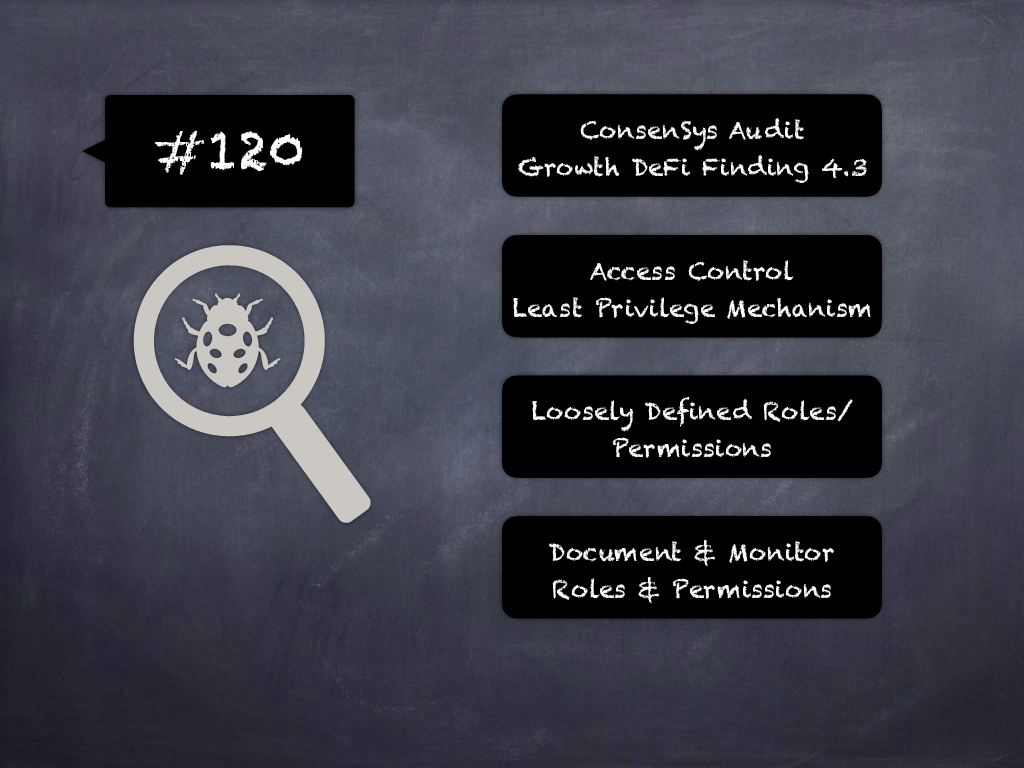 #120
ConsenSys Audit
Growth DeFi Finding 4.3
Access Control
Least Privilege Mechanism
Loosely Defined Roles/
Permissions
Document & Monitor
Roles & Permissions